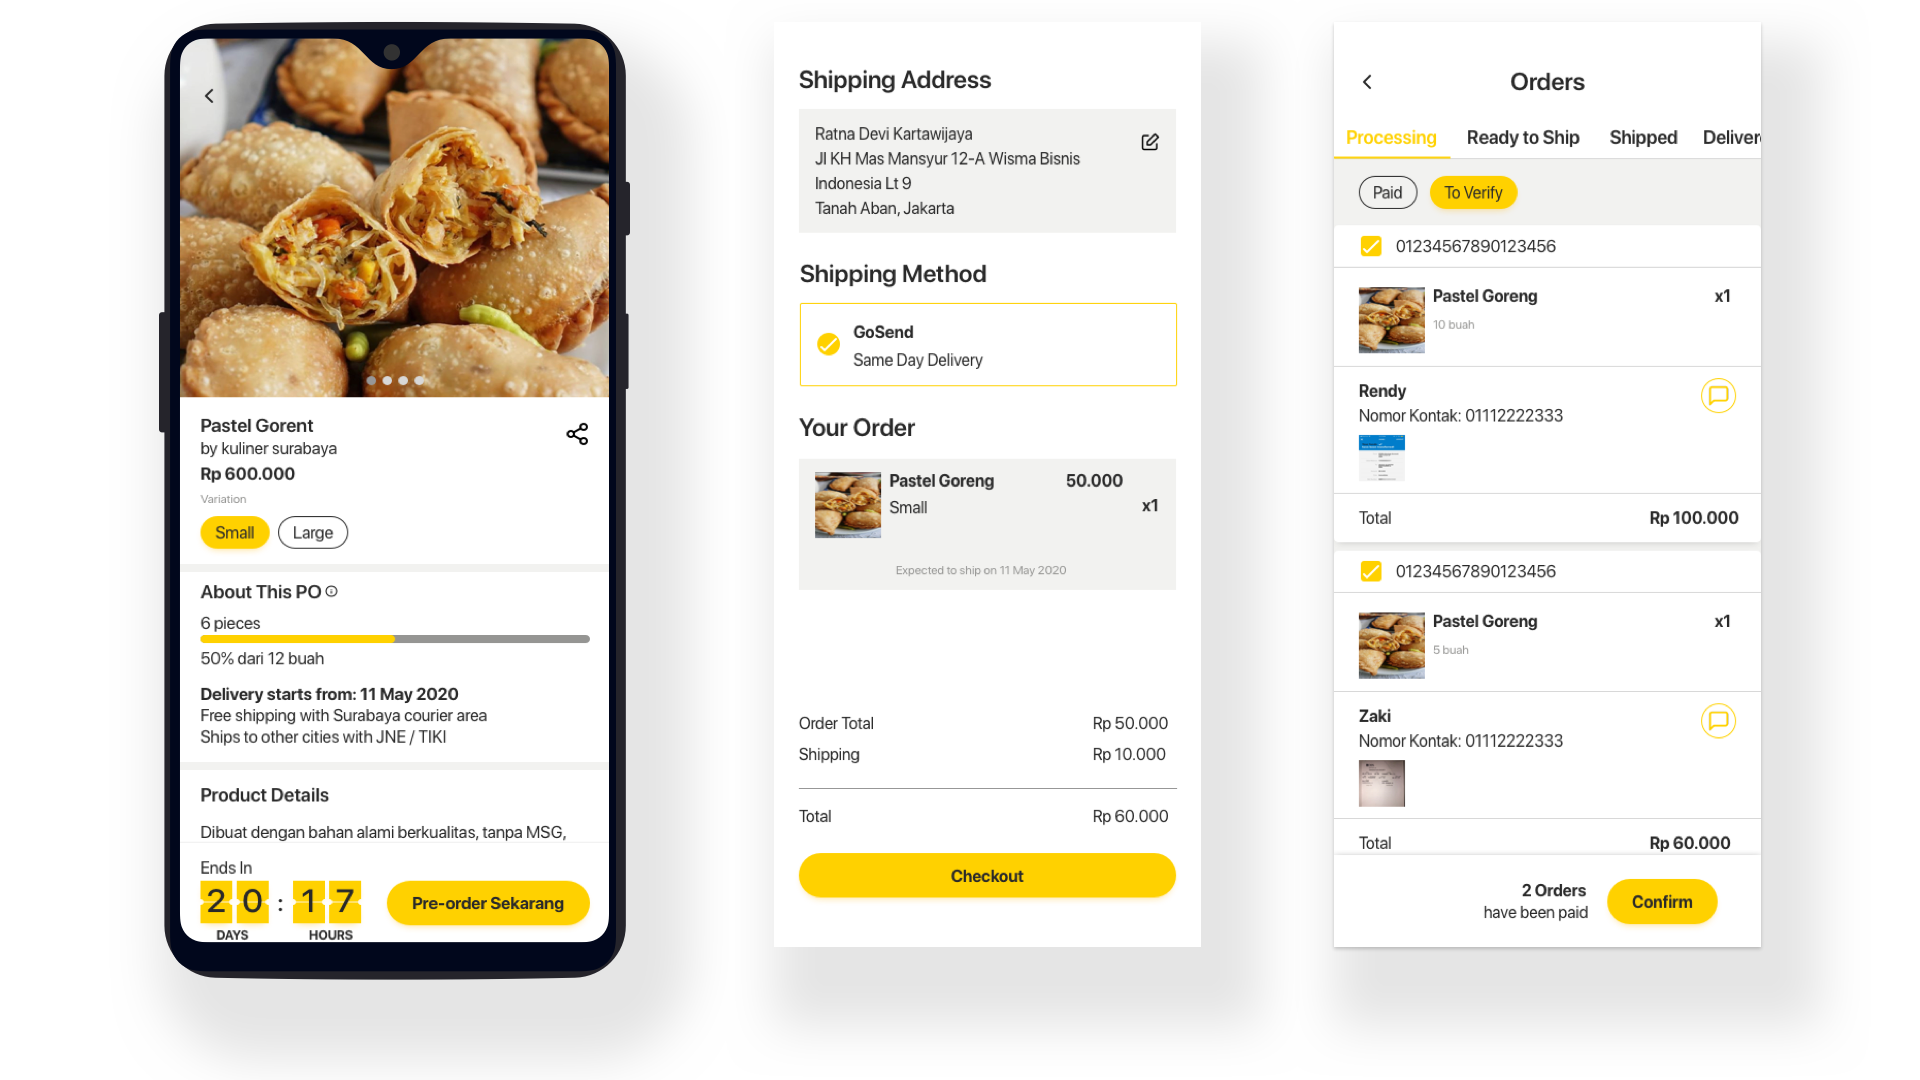 Pastel Gorent
by kuliner surabaya
Rp 600.000
Variation
Small
Large
About This PO
6 pieces
50% dari 12 buah
Delivery starts from: 11 May 2020
Free shipping with Surabaya courier area
Ships to other cities with JNE / TIKI
Product Details
Dibuat dengan bahan alami berkualitas, tanpa MSG,
Ends In
20 : 17
DAYS HOURS
Pre-order Sekarang
Shipping Address
Ratna Devi Kartawijaya
Jl KH Mas Mansyur 12-A Wisma Bisnis
Indonesia Lt 9
Tanah Aban, Jakarta
Shipping Method
GoSend
Same Day Delivery
Your Order
Pastel Goreng 50.000
Small x1
Expected to ship on 11 May 2020
Order Total Rp 50.000
Shipping Rp 10.000
Total Rp 60.000
Checkout
Orders
Processing Ready to Ship Shipped Deliver
Paid To Verify
01234567890123456
Pastel Goreng x1
10 buah
Rendy
Nomor Kontak: 01112222333
Total Rp 100.000
01234567890123456
Pastel Goreng x1
5 buah
Zaki
Nomor Kontak: 01112222333
Total Rp 60.000
2 Orders
have been paid
Confirm